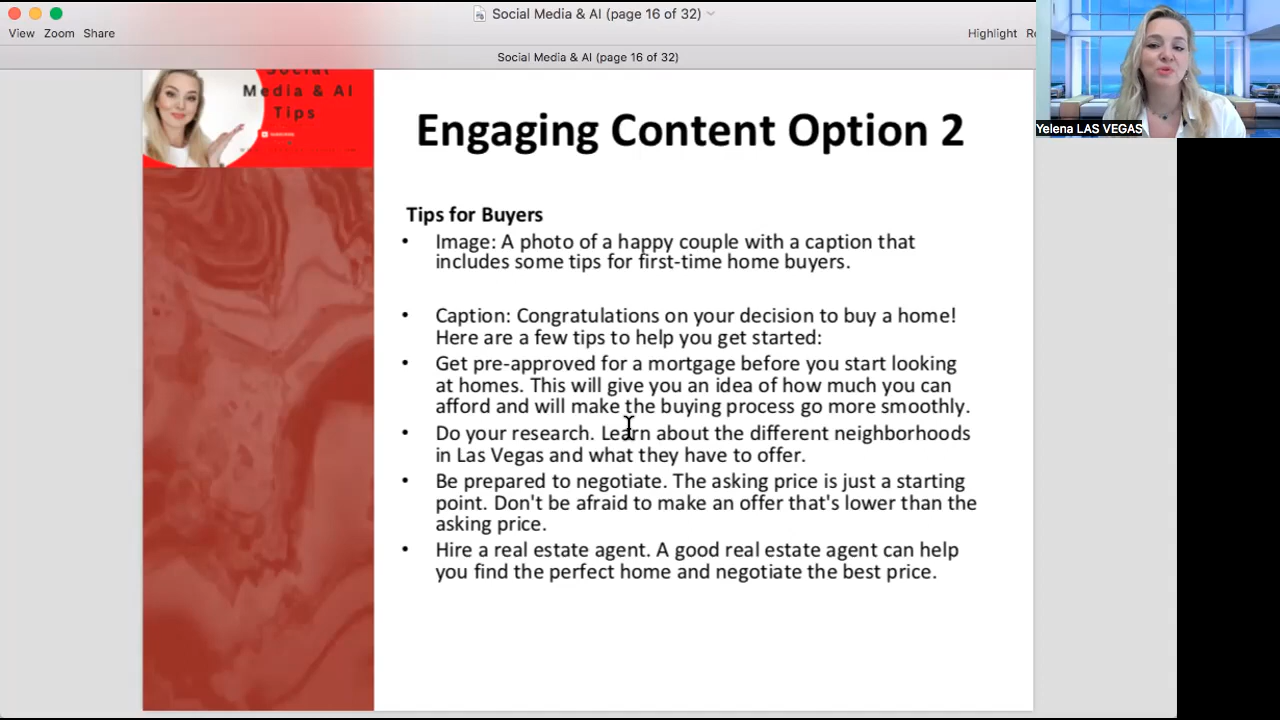 Social Media & AI (page 16 of 32)
View Zoom Share
Highlight
Social Media & AI (page 16 of 32)
Yelena LAS VEGAS
Social
Media & AI
Tips
Engaging Content Option 2
Tips for Buyers
• Image: A photo of a happy couple with a caption that
includes some tips for first-time home buyers.
• Caption: Congratulations on your decision to buy a home!
Here are a few tips to help you get started:
• Get pre-approved for a mortgage before you start looking
at homes. This will give you an idea of how much you can
afford and will make the buying process go more smoothly.
• Do your research. Learn about the different neighborhoods
in Las Vegas and what they have to offer.
• Be prepared to negotiate. The asking price is just a starting
point. Don't be afraid to make an offer that's lower than the
asking price.
• Hire a real estate agent. A good real estate agent can help
you find the perfect home and negotiate the best price.